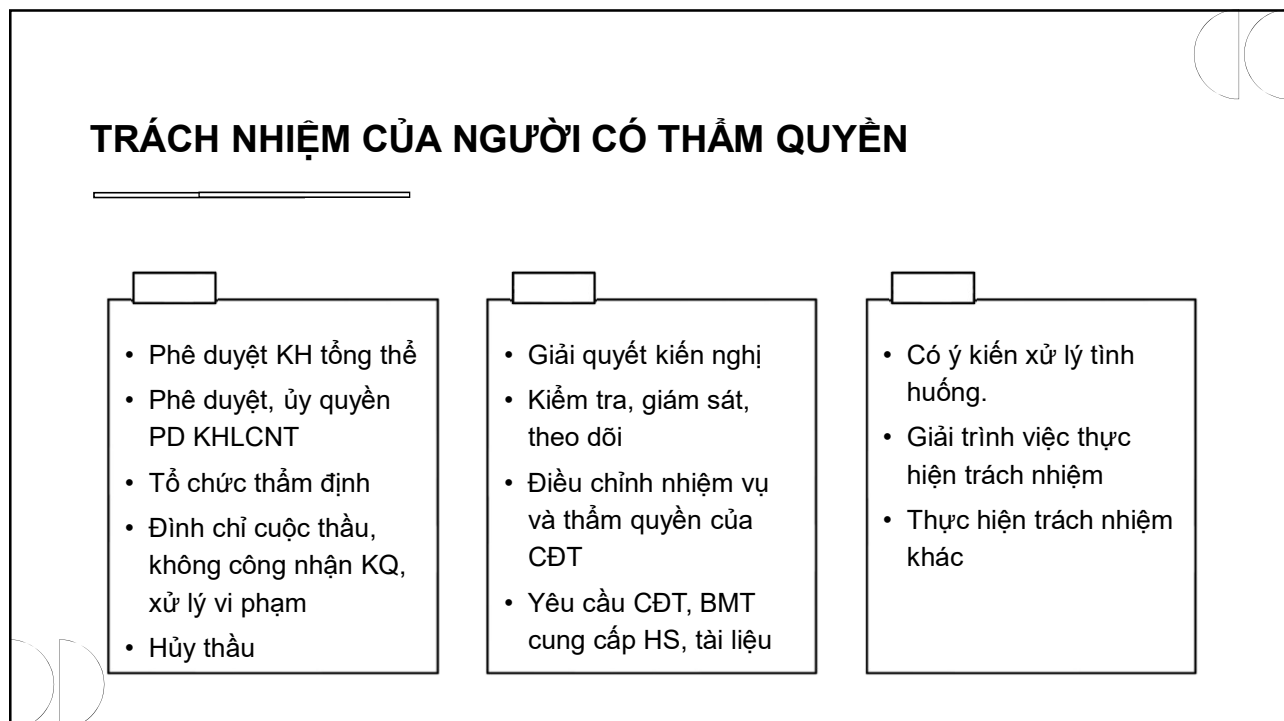 TRÁCH NHIỆM CỦA NGƯỜI CÓ THẨM QUYỀN
• Phê duyệt KH tổng thể
• Phê duyệt, ủy quyền
PD KHLCNT
• Tổ chức thẩm định
• Đình chỉ cuộc thầu,
không công nhận KQ,
xử lý vi phạm
• Hủy thầu
• Giải quyết kiến nghị
• Kiểm tra, giám sát,
theo dõi
• Điều chỉnh nhiệm vụ
và thẩm quyền của
CĐT
• Yêu cầu CĐT, BMT
cung cấp HS, tài liệu
• Có ý kiến xử lý tình
huống.
• Giải trình việc thực
hiện trách nhiệm
• Thực hiện trách nhiệm
khác